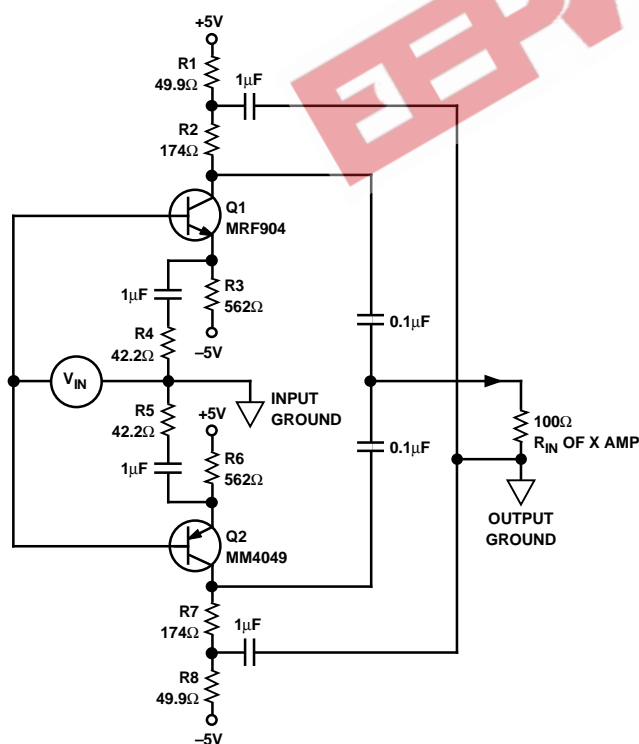 +5V
R1
49.9Ω
1μF
R2
174Ω
Q1
MRF904
1μF
R3
562Ω
0.1μF
R4
42.2Ω
–5V
VIN
INPUT
GROUND
R5
42.2Ω
+5V
100Ω
RIN OF X AMP
1μF
R6
562Ω
0.1μF
OUTPUT
GROUND
Q2
MM4049
R7
174Ω
1μF
R8
49.9Ω
–5V